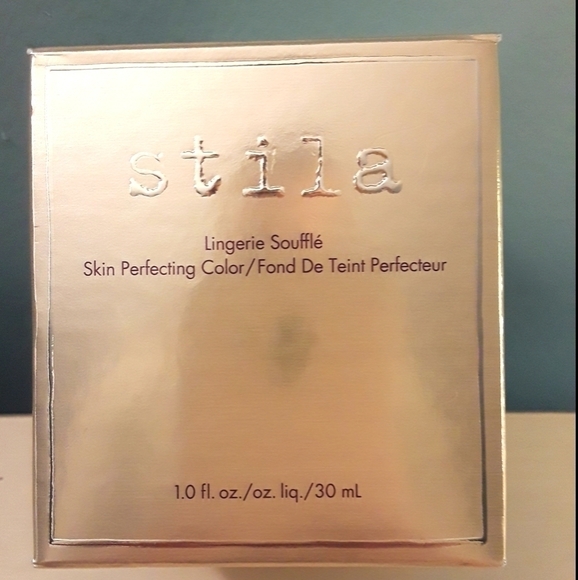 stila
Lingerie Soufflé
Skin Perfecting Color/Fond De Teint Perfecteur
1.0 fl. oz./oz. liq./30 mL